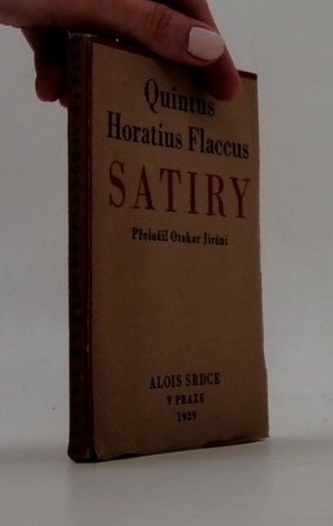 Quintus
Horatius Flaccus
SATIRY
Přeložil Otakar Jiráni
ALOIS SRDCE
V PRAZE
1929